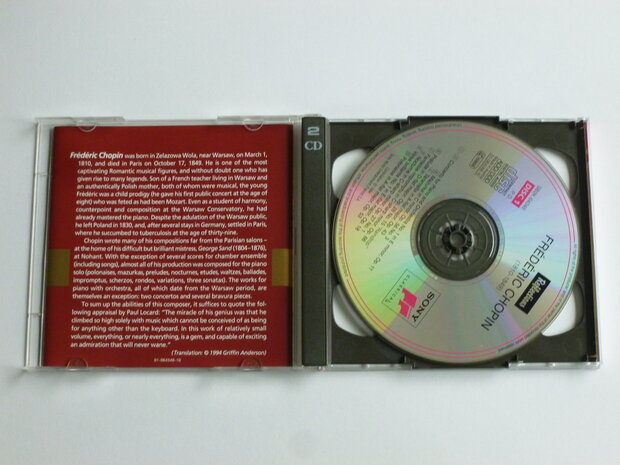 Frédéric Chopin was born in Zelazowa Wola, near Warsaw, on March 1,
1810, and died in Paris on October 17, 1849. He is one of the most
captivating Romantic musical figures, and without doubt one who has
given rise to many legends. Son of a French teacher living in Warsaw and
an authentically Polish mother, both of whom were musical, the young
Frédéric was a child prodigy (he gave his first public concert at the age of
eight) who was feted as had been Mozart. Even as a student of harmony,
counterpoint and composition at the Warsaw Conservatory, he had
already mastered the piano. Despite the adulation of the Warsaw public,
he left Poland in 1830, and, after several stays in Germany, settled in Paris,
where he succumbed to tuberculosis at the age of thirty-nine.
Chopin wrote many of his compositions far from the Parisian salons –
at the home of his difficult but brilliant mistress, George Sand (1804–1876),
at Nohant. With the exception of several scores for chamber ensemble
(including songs), almost all of his production was composed for the piano
solo (polonaises, mazurkas, preludes, nocturnes, etudes, waltzes, ballades,
impromptus, scherzos, rondos, variations, three sonatas). The works for
piano with orchestra, all of which date from the Warsaw period, are
themselves an exception: two concertos and several bravura pieces.
To sum up the abilities of this composer, it suffices to quote the fol-
lowing appraisal by Paul Locard: "The miracle of his genius was that he
climbed so high solely with music which cannot be conceived of as being
for anything other than the keyboard. In this work of relatively small
volume, everything, or nearly everything, is a gem, and capable of exciting
an admiration that will never wane."
(Translation: © 1994 Griffin Anderson)
2
CD
DISC 1
FRÉDÉRIC CHOPIN
SONY
CLASSICAL